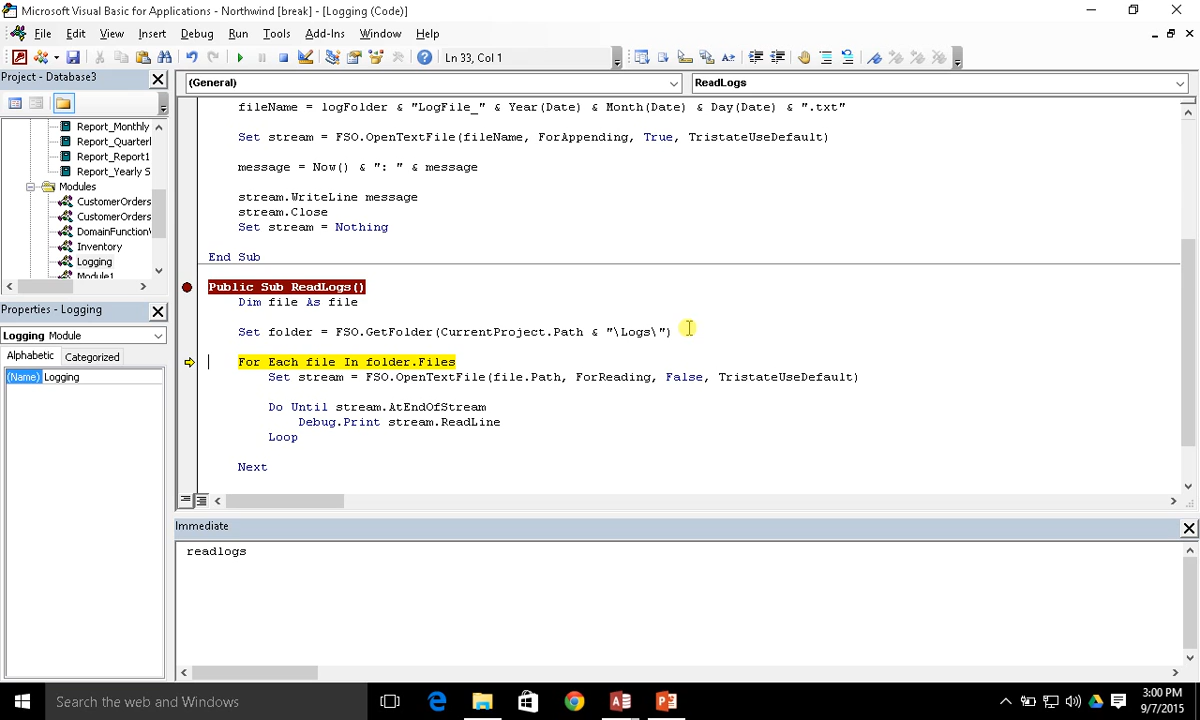 Microsoft Visual Basic for Applications - Northwind [break] - [Logging (Code)]
File Edit View Insert Debug Run Tools Add-Ins Window Help
Ln 33, Col 1
Project - Database3
(General)
ReadLogs
Report_Monthly
Report_Quarterl
Report_Report1
Report_Yearly S
Modules
CustomerOrders
CustomerOrders
DomainFunction
Inventory
Logging
Module1
Properties - Logging
Logging Module
Alphabetic Categorized
(Name) Logging
fileName = logFolder & "LogFile_" & Year(Date) & Month(Date) & Day(Date) & ".txt"
Set stream = FSO.OpenTextFile(fileName, ForAppending, True, TristateUseDefault)
message = Now() & ": " & message
stream.WriteLine message
stream.Close
Set stream = Nothing
End Sub
Public Sub ReadLogs()
Dim file As file
Set folder = FSO.GetFolder(CurrentProject.Path & "\Logs\")
For Each file In folder.Files
Set stream = FSO.OpenTextFile(file.Path, ForReading, False, TristateUseDefault)
Do Until stream.AtEndOfStream
Debug.Print stream.ReadLine
Loop
Next
Immediate
readlogs
Search the web and Windows
3:00 PM
9/7/2015